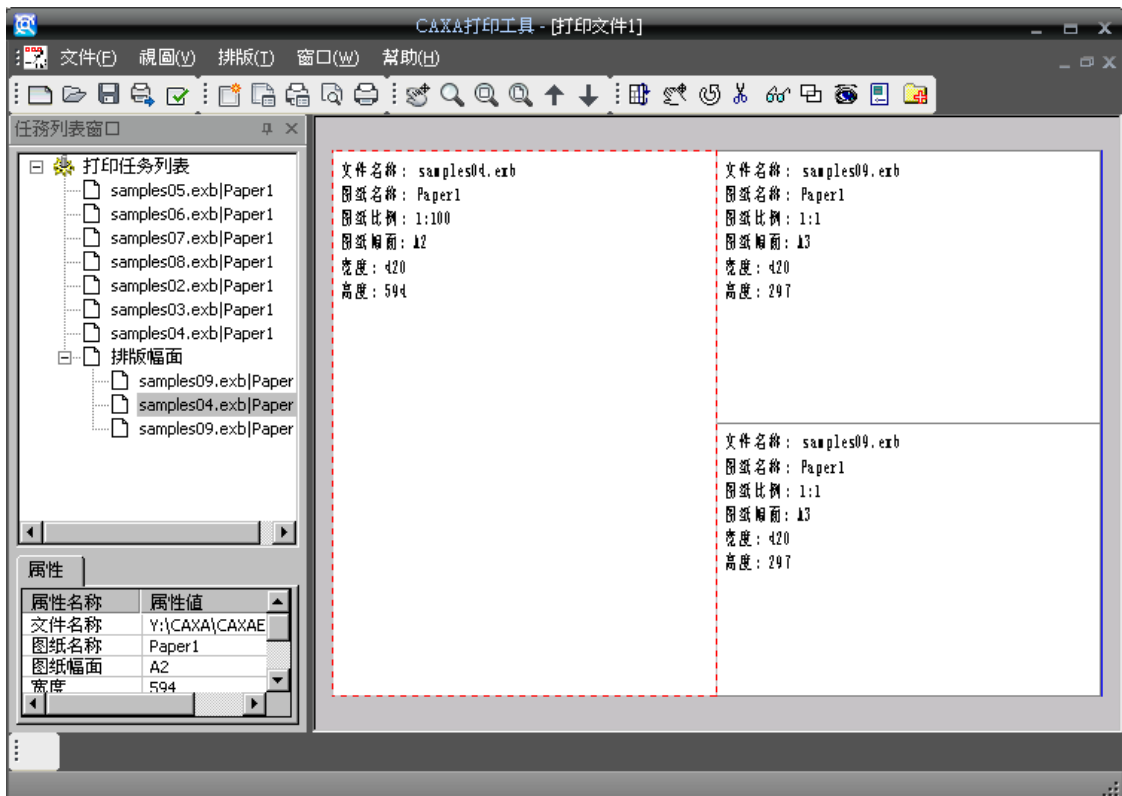 CAXA打印工具 - [打印文件1]
文件(F) 視圖(V) 排版(T) 窗口(W) 幫助(H)
任務列表窗口
打印任务列表
samples05.exb|Paper1
samples06.exb|Paper1
samples07.exb|Paper1
samples08.exb|Paper1
samples02.exb|Paper1
samples03.exb|Paper1
samples04.exb|Paper1
排版幅面
samples09.exb|Paper
samples04.exb|Paper
samples09.exb|Paper
属性
属性名称 属性值
文件名称 Y:\CAXA\CAXAE
图纸名称 Paper1
图纸幅面 A2
宽度 594
文件名称: samples04.exb
图纸名称: Paper1
图纸比例: 1:100
图纸幅面: A2
宽度: 420
高度: 594
文件名称: samples09.exb
图纸名称: Paper1
图纸比例: 1:1
图纸幅面: A3
宽度: 420
高度: 297
文件名称: samples09.exb
图纸名称: Paper1
图纸比例: 1:1
图纸幅面: A3
宽度: 420
高度: 297